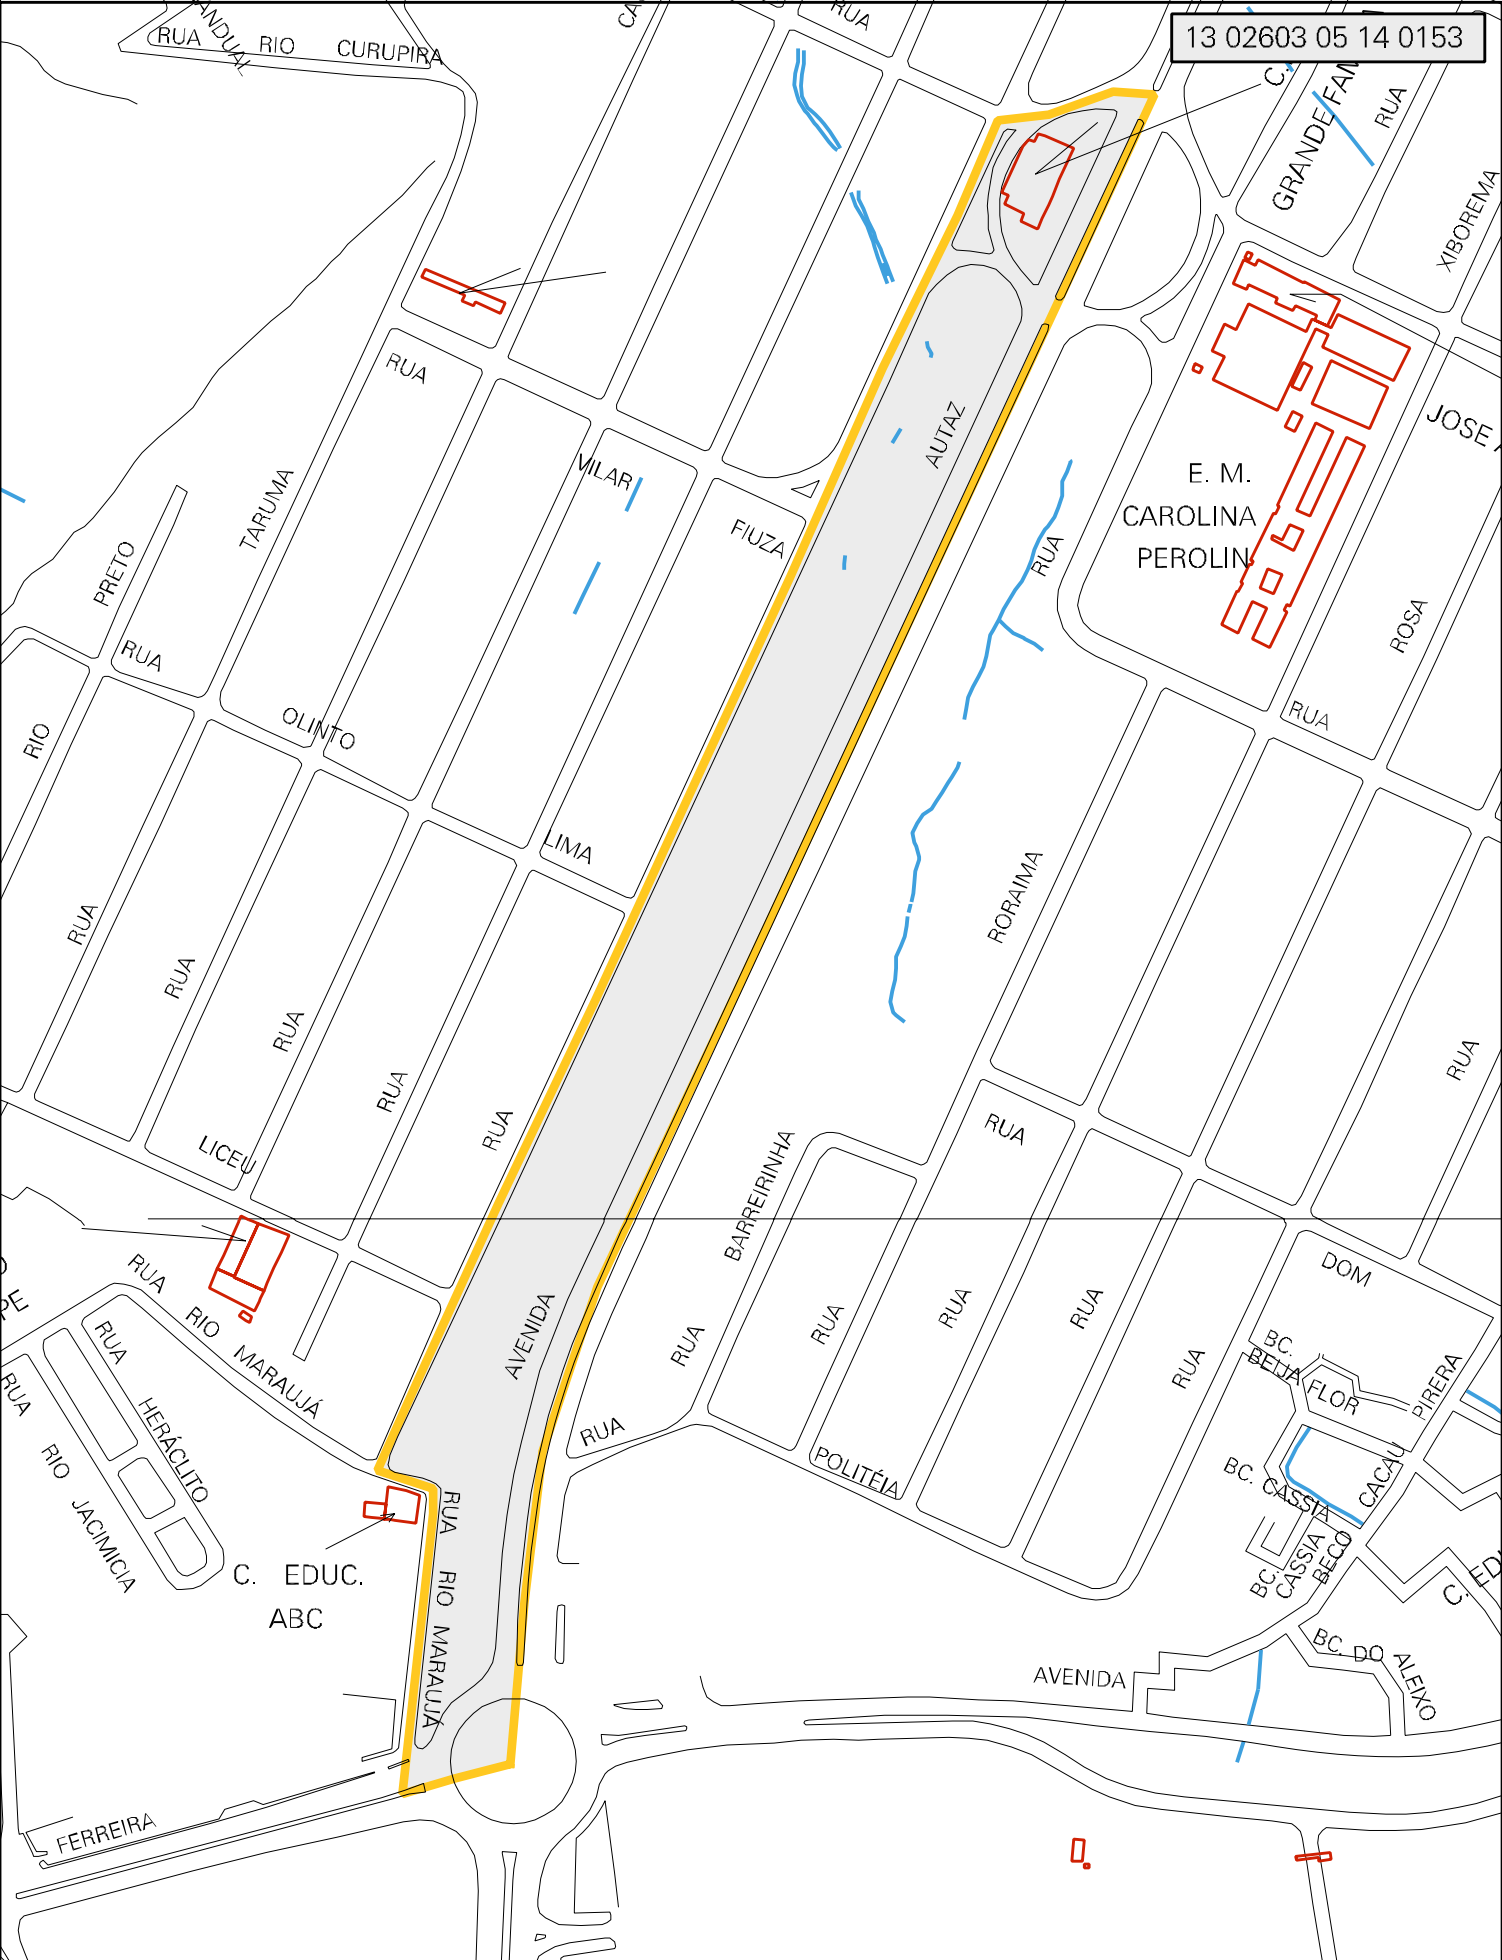 13 02603 05 14 0153
RUA RIO CURUPIRA
RUA
C.
GRANDE
RUA
XIBOREMA
RUA
AUTAZ
JOSE
VILAR
FIUZA
TARUMA
PRETO
RUA
E. M.
CAROLINA
PEROLIN
RUA
ROSA
RUA
OLINTO
RIO
LIMA
RORAIMA
RUA
RUA
RUA
RUA
RUA
RUA
RUA
LICEU
BARREIRINHA
RUA
RUA
RIO
MARAUJÁ
DOM
AVENIDA
RUA
RUA
RUA
RUA
RUA
BC.
BEIJA FLOR
PIRERA
RUA
HERÁCLITO
RUA
RIO
JACIMICIA
RUA
POLITÉIA
BC. CASSIA
CACAU
BECO
BC.
CASSIA
RUA
RIO
MARAUJÁ
C. EDUC.
ABC
BC. DO
ALEIXO
AVENIDA
FERREIRA